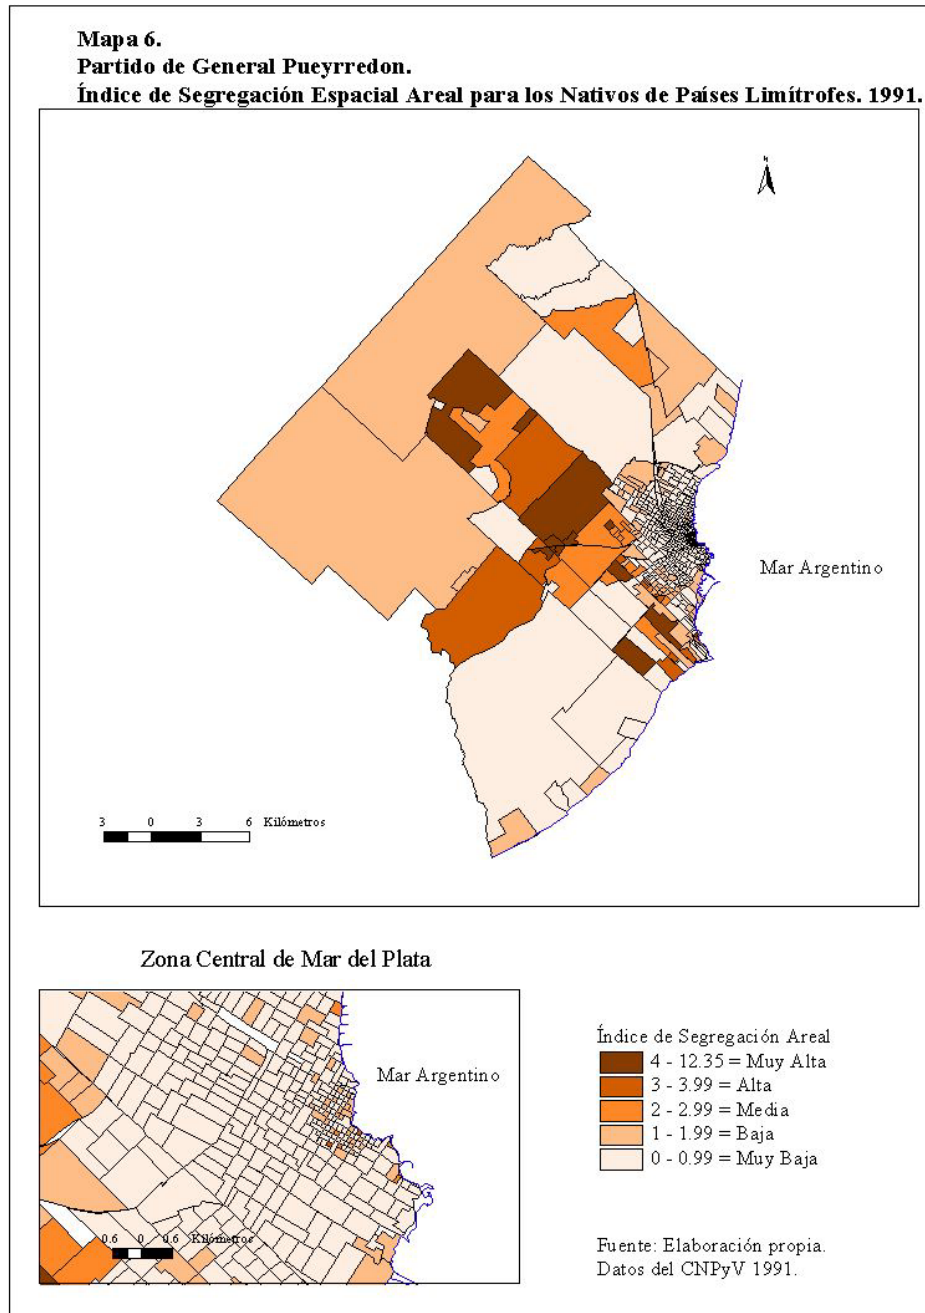 Mapa 6.
Partido de General Pueyrredon.
Índice de Segregación Espacial Areal para los Nativos de Países Limítrofes. 1991.
N
Mar Argentino
3 0 3 6 Kilómetros
Zona Central de Mar del Plata
Mar Argentino
0.6 0 0.6 Kilómetros
Índice de Segregación Areal
4 - 12.35 = Muy Alta
3 - 3.99 = Alta
2 - 2.99 = Media
1 - 1.99 = Baja
0 - 0.99 = Muy Baja
Fuente: Elaboración propia.
Datos del CNPyV 1991.